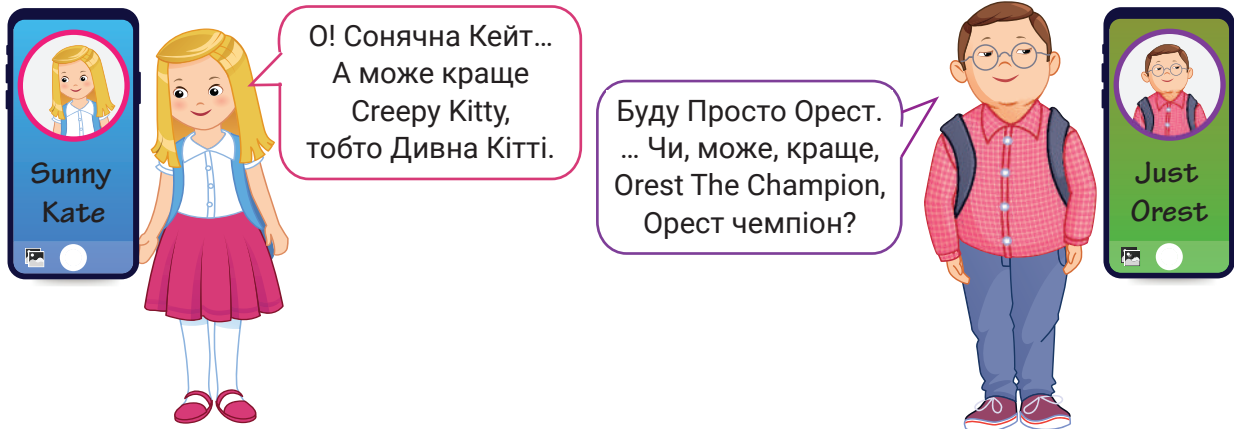 Sunny
Kate
О! Сонячна Кейт…
А може краще
Creepy Kitty,
тобто Дивна Кітті.
Буду Просто Орест.
… Чи, може, краще,
Orest The Champion,
Орест чемпіон?
Just
Orest